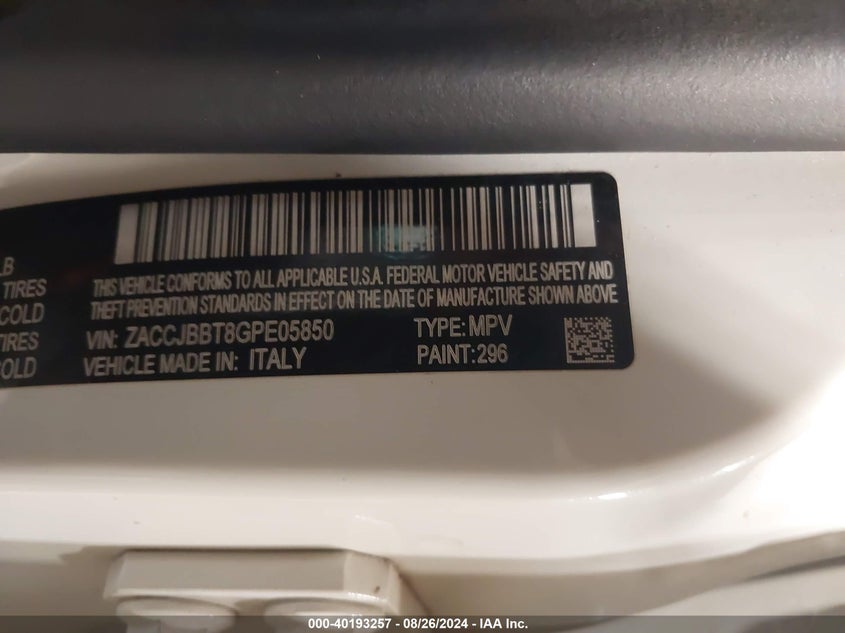 LB
TIRES
COLD
TIRES
COLD
THIS VEHICLE CONFORMS TO ALL APPLICABLE U.S.A. FEDERAL MOTOR VEHICLE SAFETY AND
THEFT PREVENTION STANDARDS IN EFFECT ON THE DATE OF MANUFACTURE SHOWN ABOVE
VIN: ZACCJBBT8GPE05850 TYPE: MPV
VEHICLE MADE IN: ITALY PAINT: 296
000-40193257 - 08/26/2024 - IAA Inc.